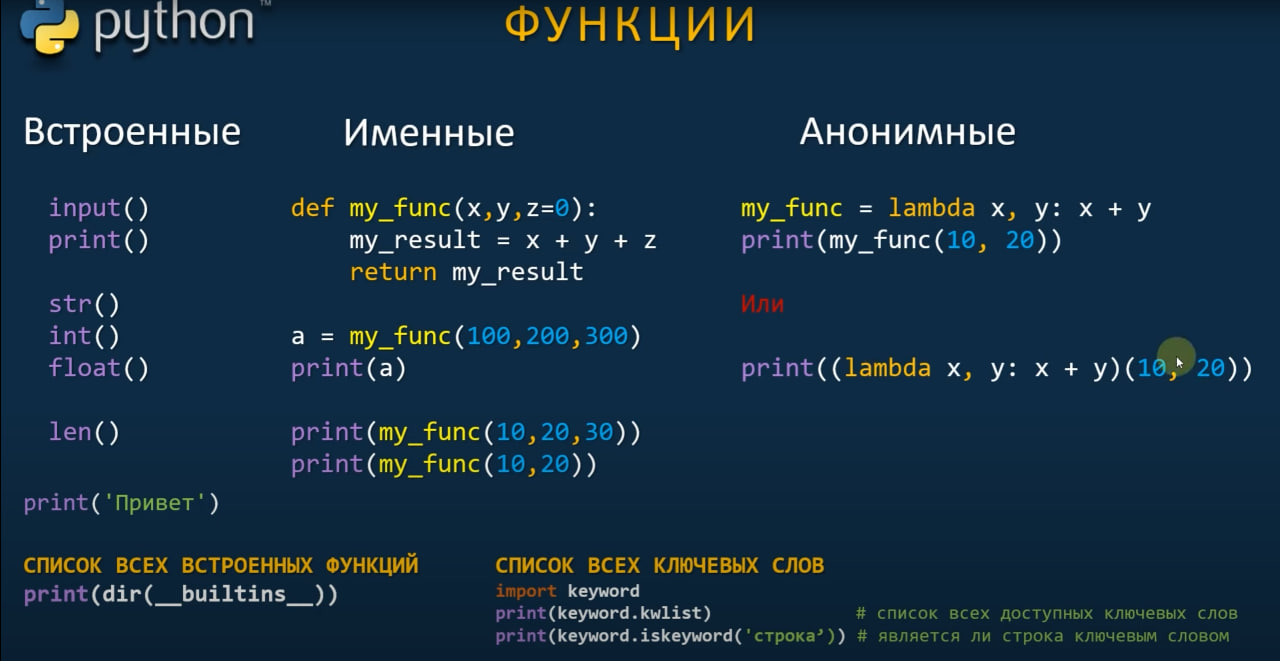 python™
ФУНКЦИИ
Встроенные
input()
print()
str()
int()
float()
len()
print('Привет')
Именные
def my_func(x,y,z=0):
    my_result = x + y + z
    return my_result
a = my_func(100,200,300)
print(a)
print(my_func(10,20,30))
print(my_func(10,20))
Анонимные
my_func = lambda x, y: x + y
print(my_func(10, 20))
Или
print((lambda x, y: x + y)(10, 20))
СПИСОК ВСЕХ ВСТРОЕННЫХ ФУНКЦИЙ
print(dir(__builtins__))
СПИСОК ВСЕХ КЛЮЧЕВЫХ СЛОВ
import keyword
print(keyword.kwlist) # список всех доступных ключевых слов
print(keyword.iskeyword('строка’)) # является ли строка ключевым словом